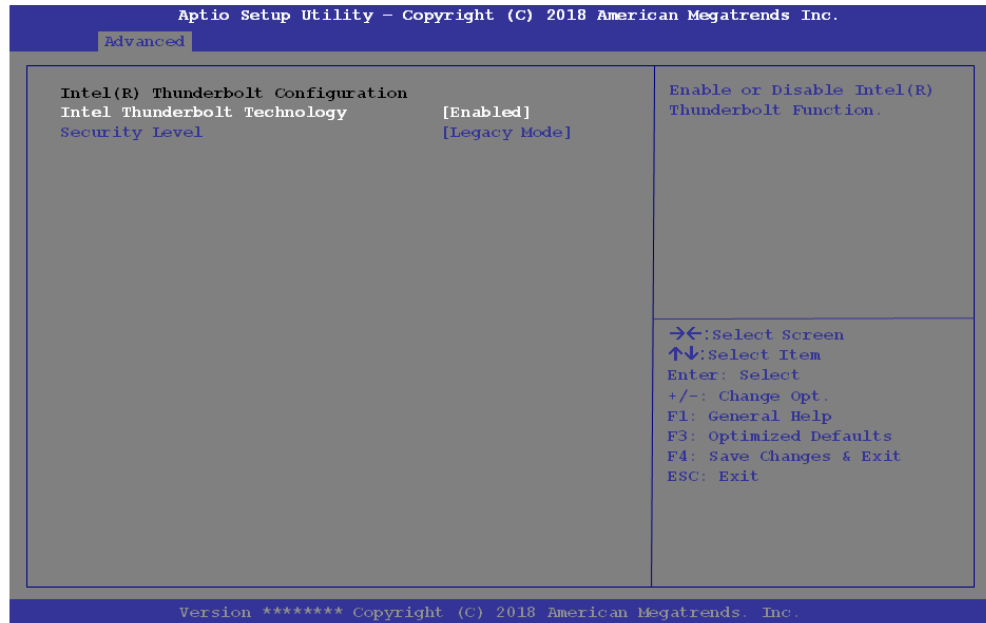 Aptio Setup Utility – Copyright (C) 2018 American Megatrends Inc.
Advanced
Intel(R) Thunderbolt Configuration
Intel Thunderbolt Technology [Enabled]
Security Level [Legacy Mode]
Enable or Disable Intel(R)
Thunderbolt Function.
→←:Select Screen
↑↓:Select Item
Enter: Select
+/-: Change Opt.
F1: General Help
F3: Optimized Defaults
F4: Save Changes & Exit
ESC: Exit
Version ******** Copyright (C) 2018 American Megatrends. Inc.